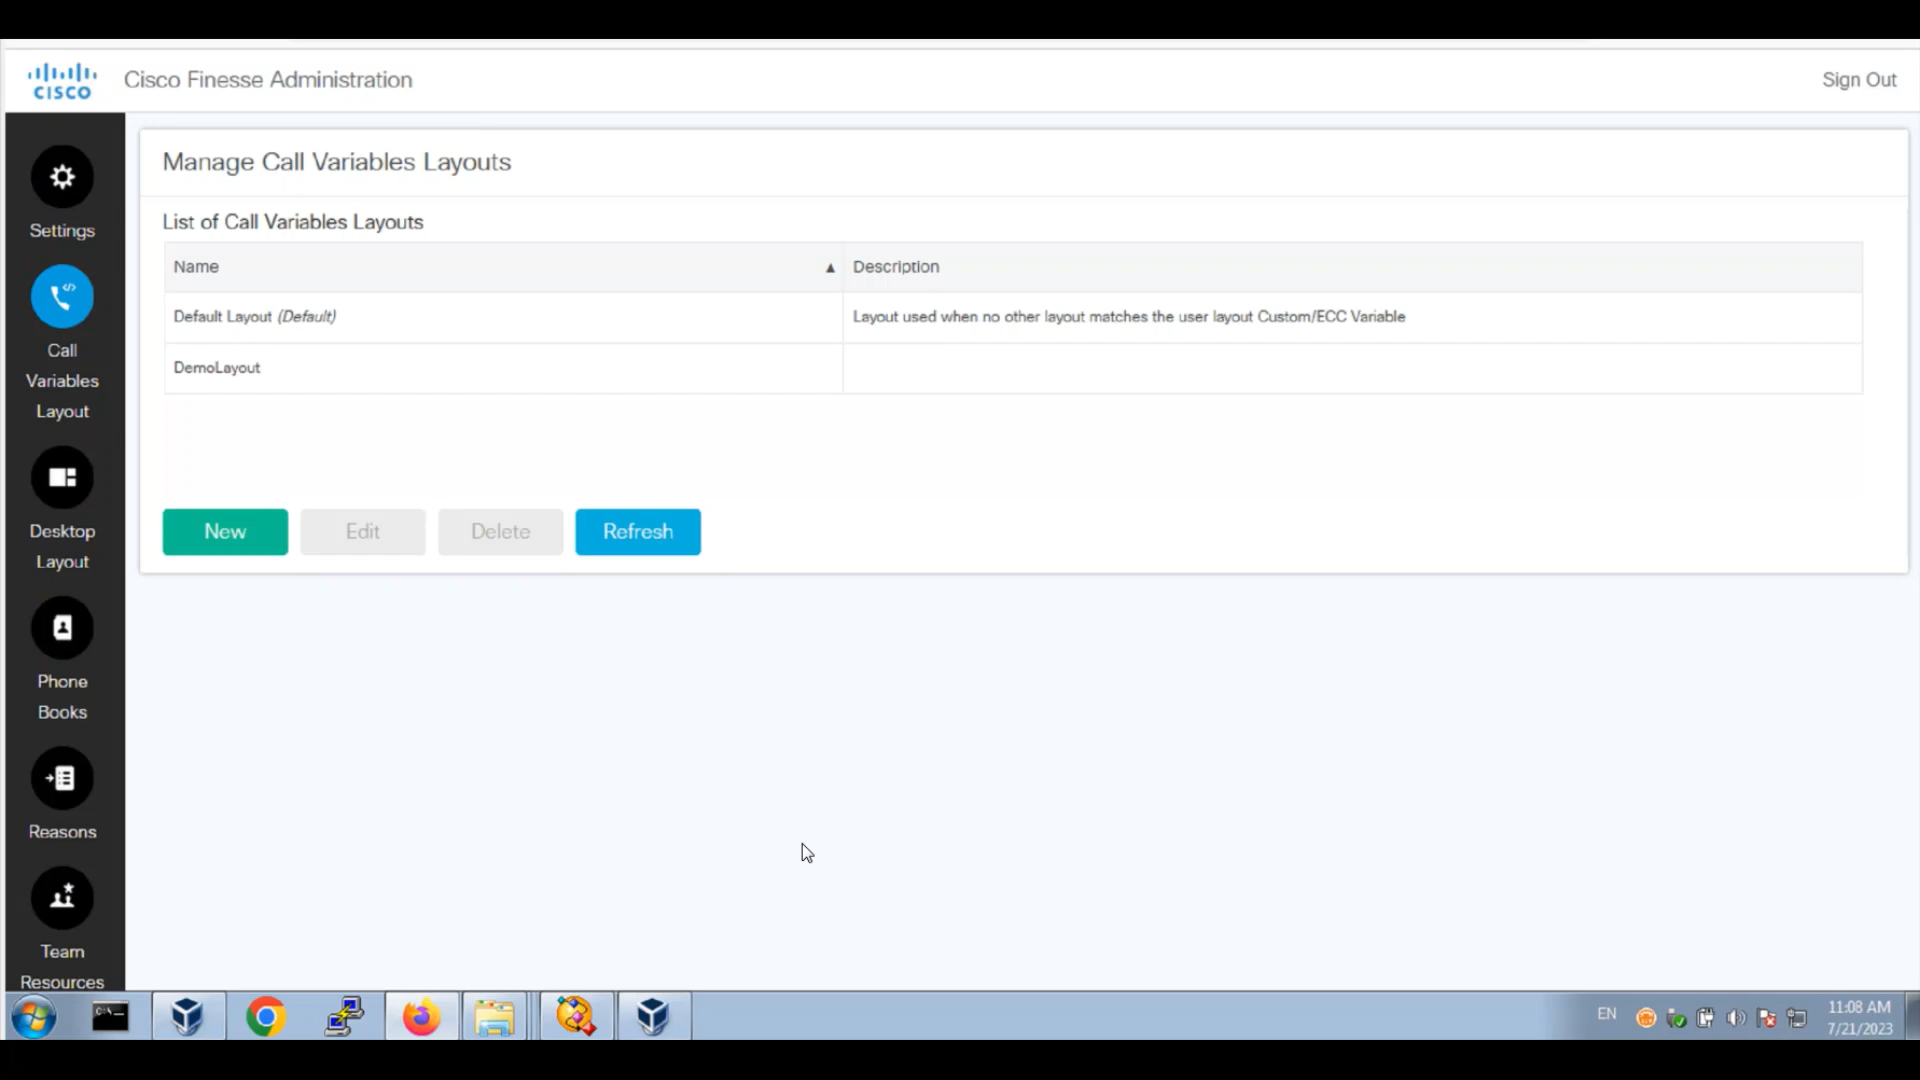 CISCO
Cisco Finesse Administration
Sign Out
Settings
Call
Variables
Layout
Desktop
Layout
Phone
Books
Reasons
Team
Resources
Manage Call Variables Layouts
List of Call Variables Layouts
Name ▲ Description
Default Layout (Default) Layout used when no other layout matches the user layout Custom/ECC Variable
DemoLayout
New Edit Delete Refresh
EN
11:08 AM
7/21/2023